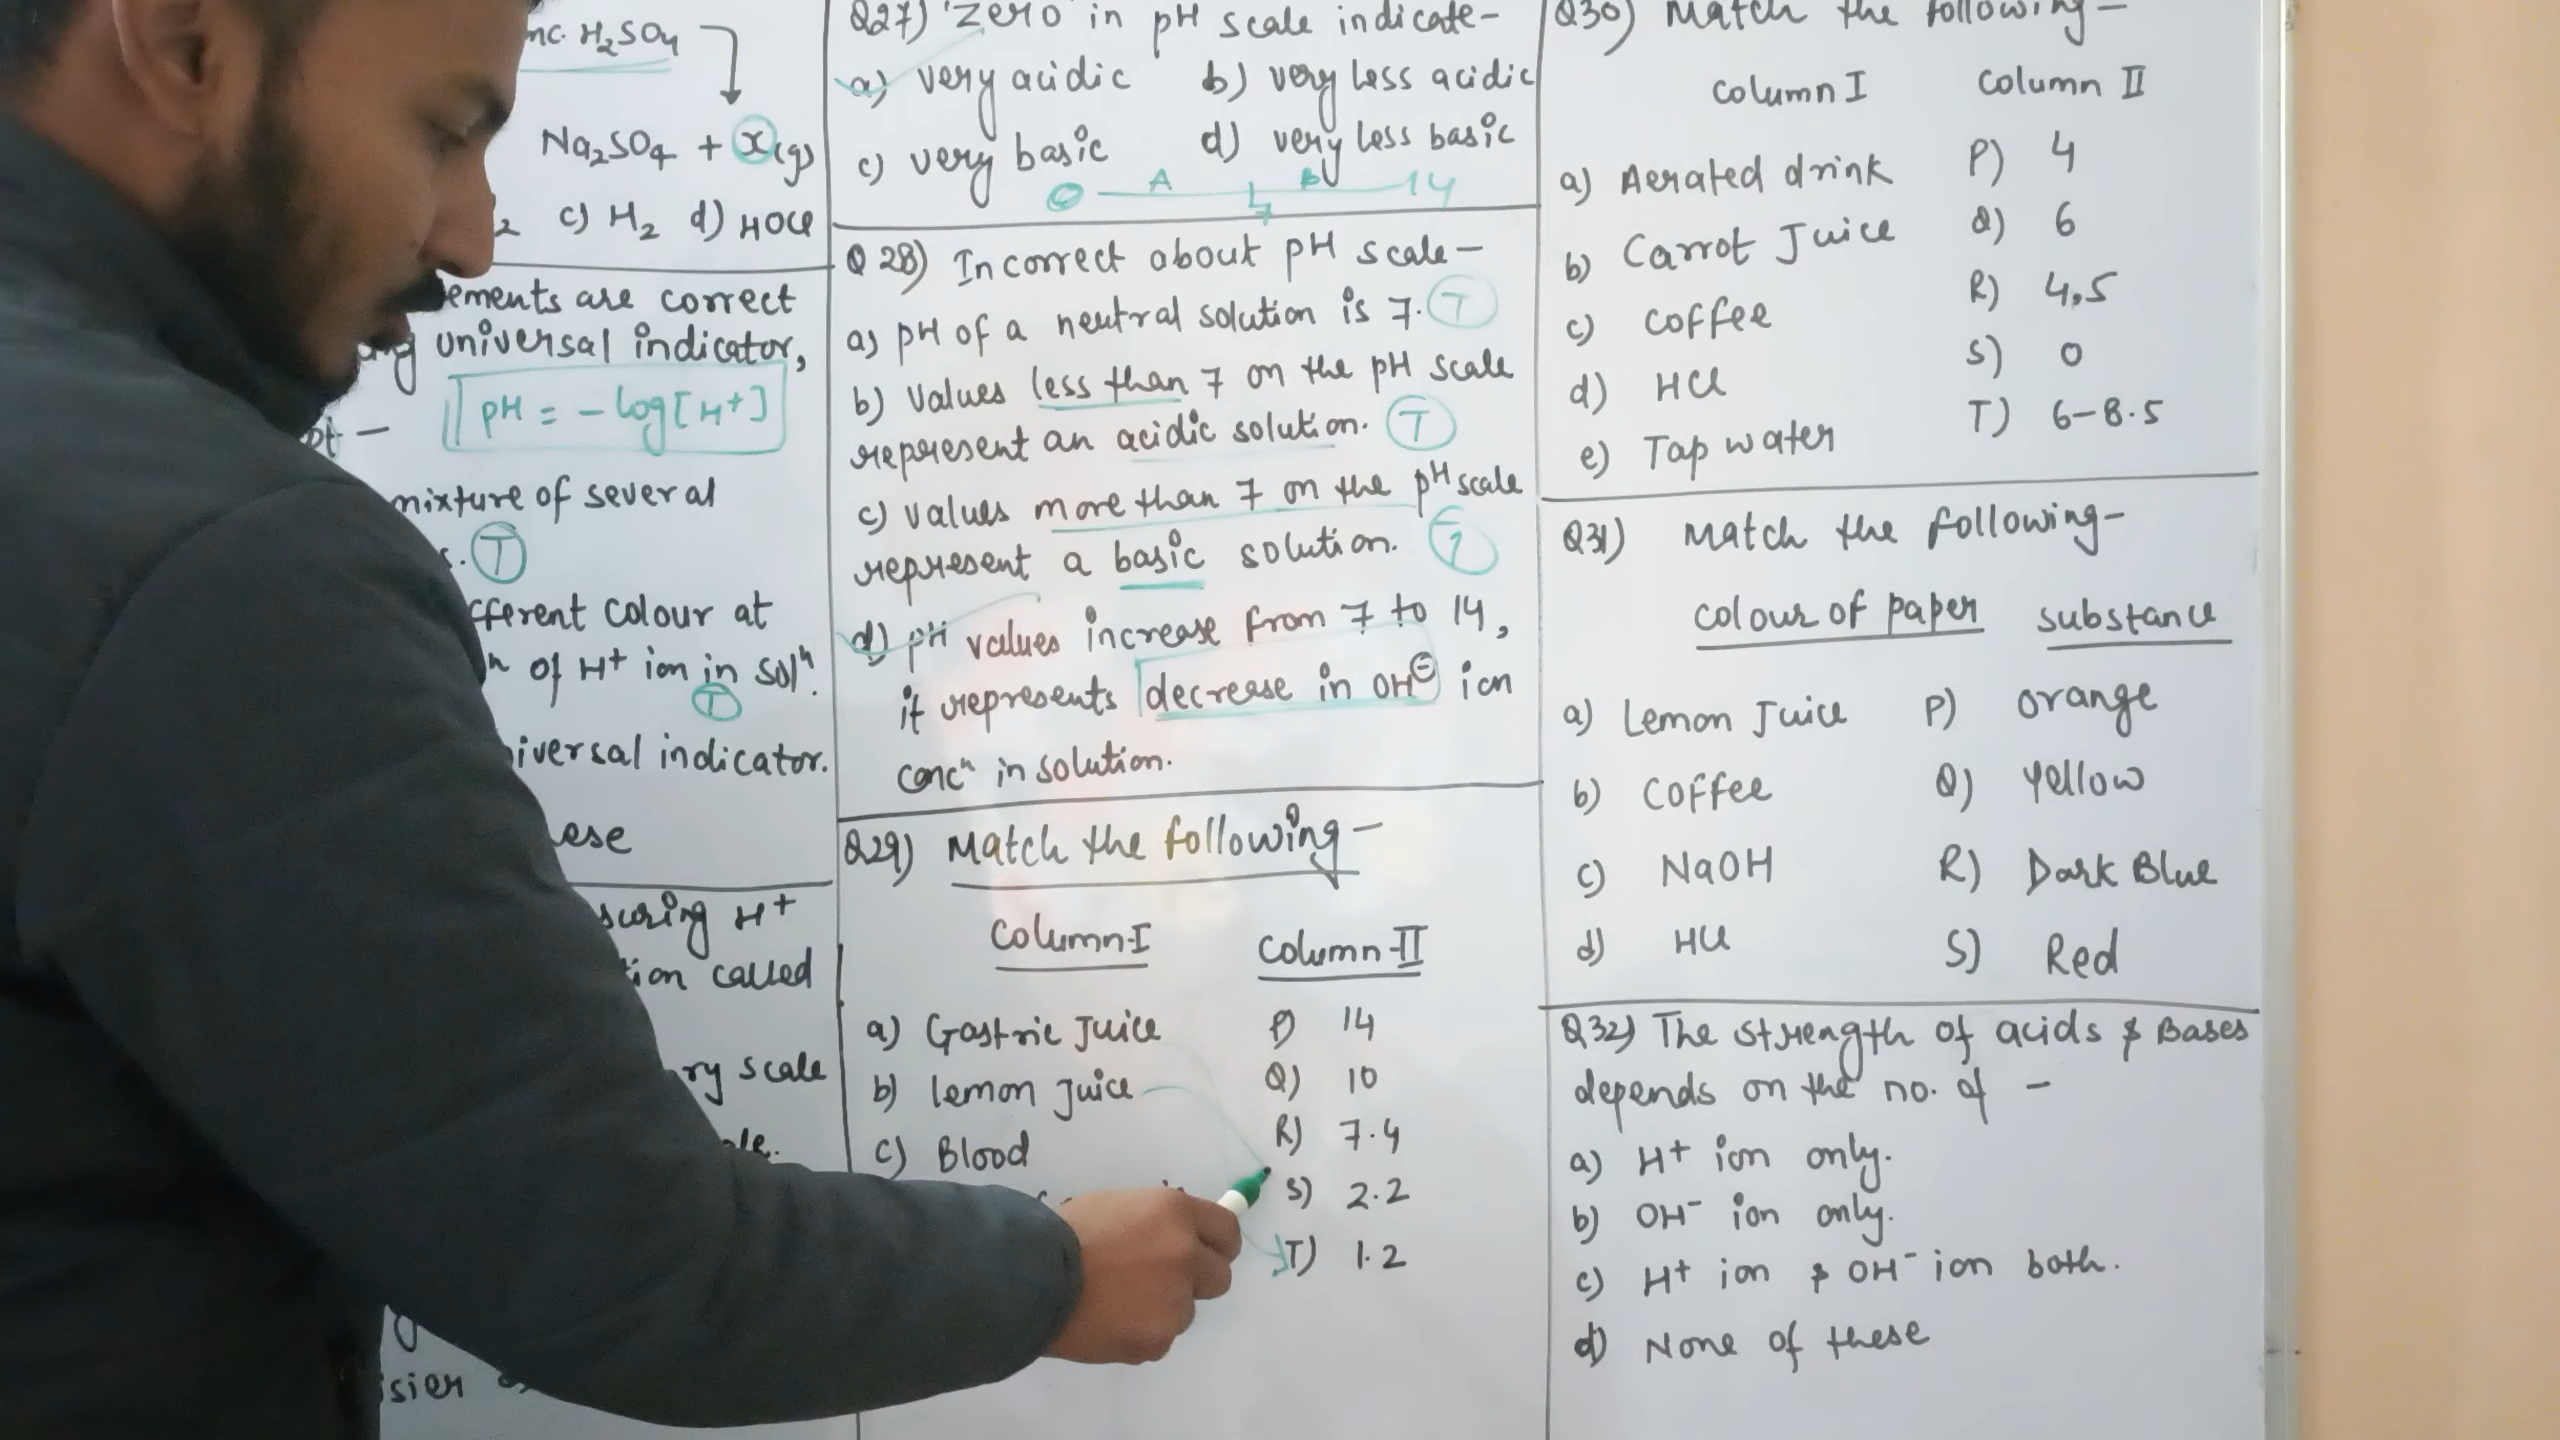 nc. H₂SO₄
Na₂SO₄ + x(g)
₂ c) H₂ d) HOCl
ements are correct
universal indicator,
pH = -log[H⁺]
pt —
mixture of several
T
fferent colour at
ⁿ of H⁺ ion in solⁿ.
T
iversal indicator.
ese
suring H⁺
tion called
ry scale
le.
isier
Q27) 'Zero' in pH scale indicate-
a) very acidic b) very less acidic
c) very basic d) very less basic
0 A 7 B 14
Q28) Incorrect about pH scale-
a) pH of a neutral solution is 7. T
b) Values less than 7 on the pH scale
represent an acidic solution. T
c) values more than 7 on the pH scale
represent a basic solution. T
d) pH values increase from 7 to 14,
it represents decrease in OH⊖ ion
concⁿ in solution.
Q29) Match the following-
Column-I Column-II
a) Gastric Juice P) 14
b) Lemon Juice Q) 10
c) Blood R) 7.4
S) 2.2
T) 1.2
Q30) Match the following-
Column I Column II
a) Aerated drink P) 4
b) Carrot Juice Q) 6
c) Coffee R) 4.5
d) HCl S) 0
e) Tap water T) 6-8.5
Q31) Match the following-
Colour of paper substance
a) Lemon Juice P) orange
b) Coffee Q) Yellow
c) NaOH R) Dark Blue
d) HCl S) Red
Q32) The strength of acids & Bases
depends on the no. of -
a) H⁺ ion only.
b) OH⁻ ion only.
c) H⁺ ion & OH⁻ ion both.
d) None of these